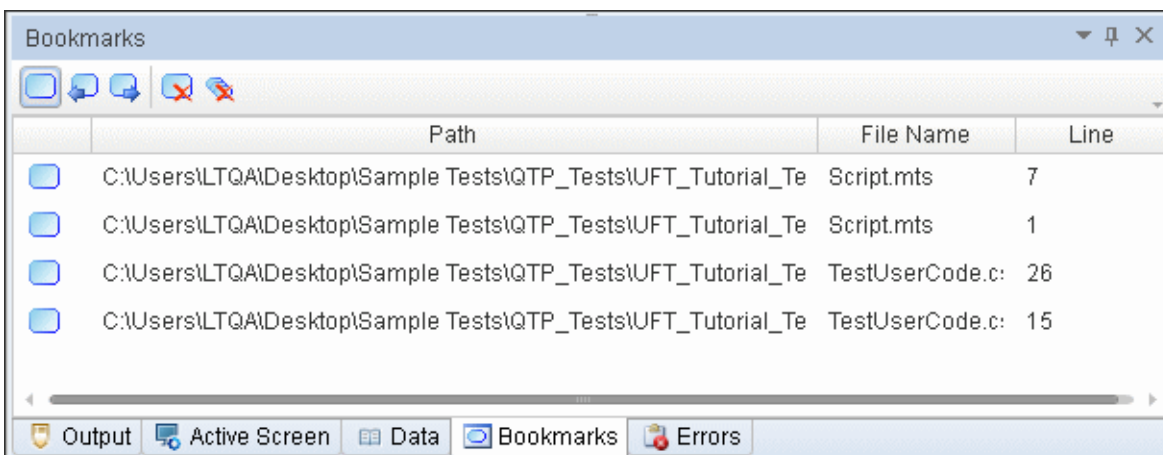 Bookmarks
Path File Name Line
C:\Users\LTQA\Desktop\Sample Tests\QTP_Tests\UFT_Tutorial_Te Script.mts 7
C:\Users\LTQA\Desktop\Sample Tests\QTP_Tests\UFT_Tutorial_Te Script.mts 1
C:\Users\LTQA\Desktop\Sample Tests\QTP_Tests\UFT_Tutorial_Te TestUserCode.c 26
C:\Users\LTQA\Desktop\Sample Tests\QTP_Tests\UFT_Tutorial_Te TestUserCode.c 15
Output Active Screen Data Bookmarks Errors